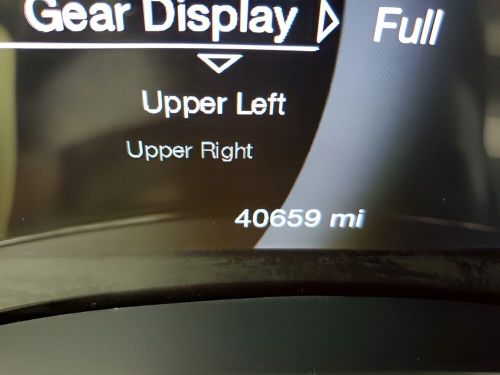 Gear Display Full
Upper Left
Upper Right
40659 mi